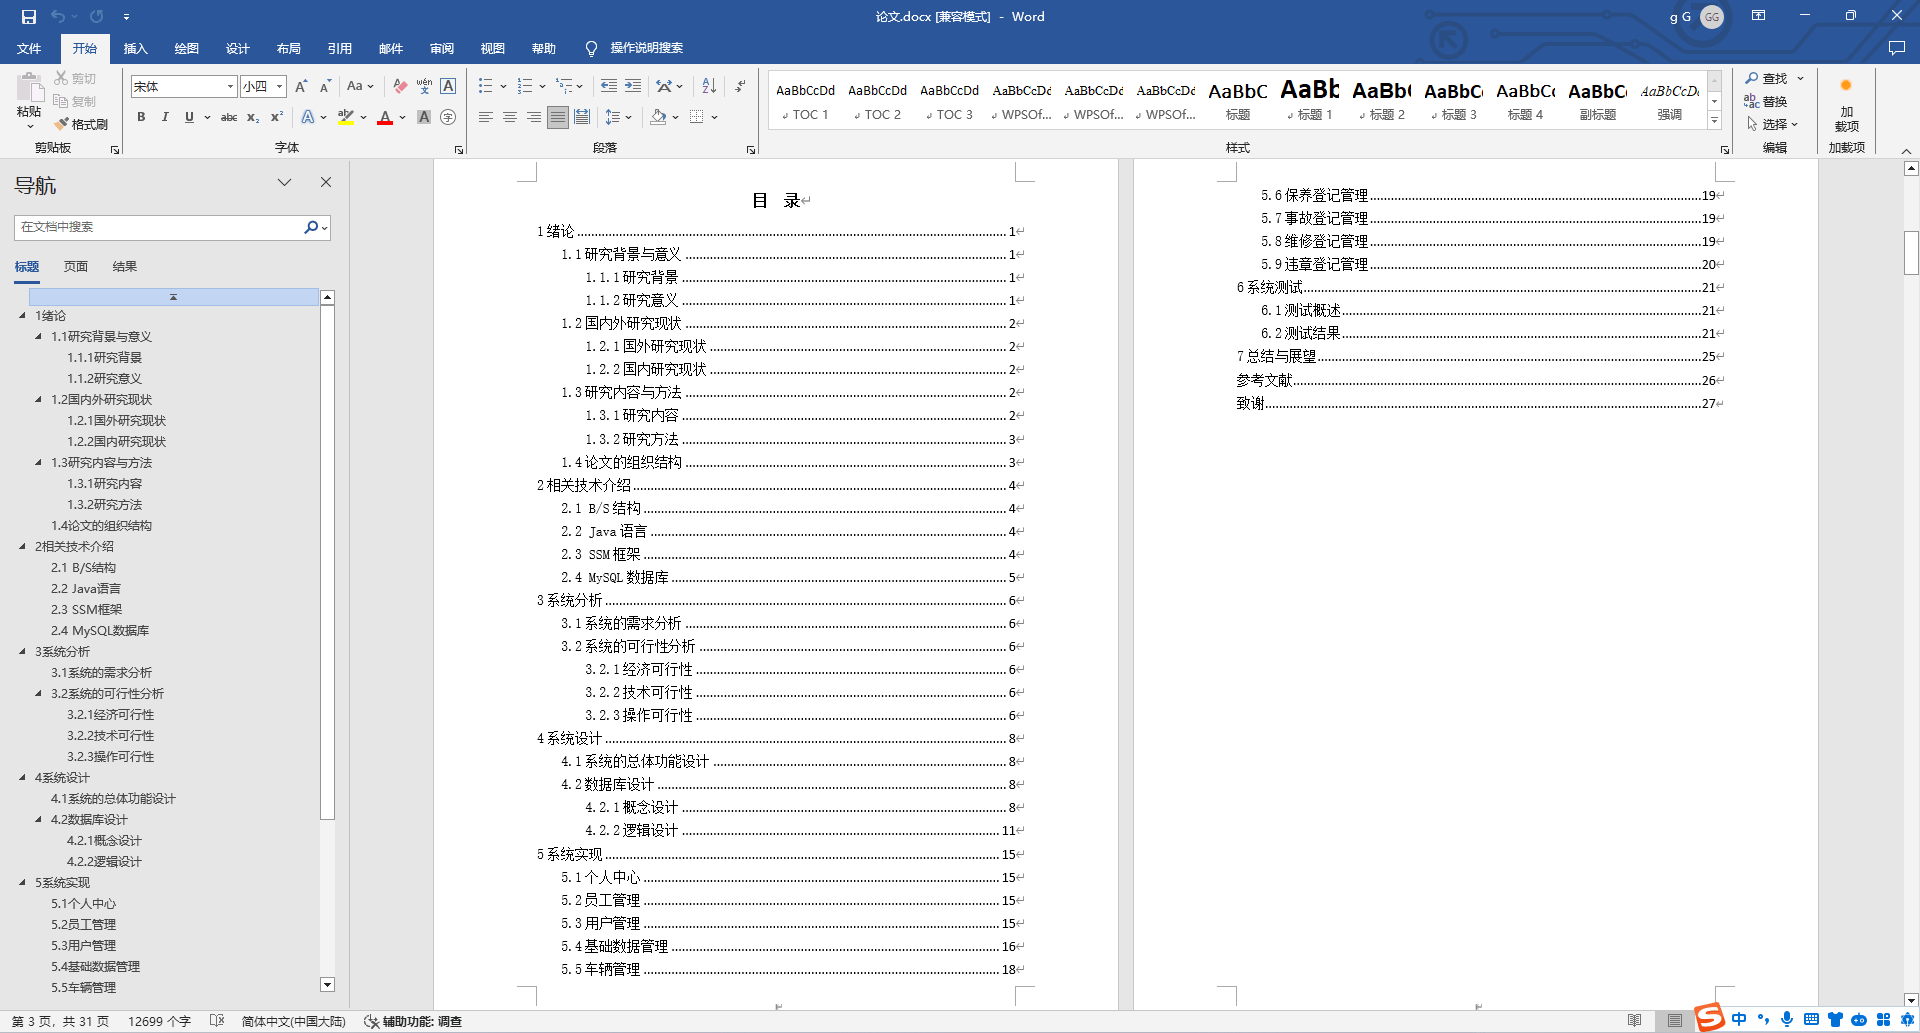 论文.docx [兼容模式] - Word
g G
GG
文件 开始 插入 绘图 设计 布局 引用 邮件 审阅 视图 帮助 操作说明搜索
粘贴
剪切
复制
格式刷
剪贴板
宋体 小四
字体
段落
AaBbCcDd TOC 1
AaBbCcDd TOC 2
AaBbCcDd TOC 3
AaBbCcDd WPSOf...
AaBbCcDd WPSOf...
AaBbCcDd WPSOf...
AaBbC 标题
AaBb 标题 1
AaBb 标题 2
AaBbC 标题 3
AaBbC 标题 4
AaBbC 副标题
AaBbCcDd 强调
样式
查找
替换
选择
编辑
加载项
加载项
导航
在文档中搜索
标题 页面 结果
1绪论
1.1研究背景与意义
1.1.1研究背景
1.1.2研究意义
1.2国内外研究现状
1.2.1国外研究现状
1.2.2国内研究现状
1.3研究内容与方法
1.3.1研究内容
1.3.2研究方法
1.4论文的组织结构
2相关技术介绍
2.1 B/S结构
2.2 Java语言
2.3 SSM框架
2.4 MySQL数据库
3系统分析
3.1系统的需求分析
3.2系统的可行性分析
3.2.1经济可行性
3.2.2技术可行性
3.2.3操作可行性
4系统设计
4.1系统的总体功能设计
4.2数据库设计
4.2.1概念设计
4.2.2逻辑设计
5系统实现
5.1个人中心
5.2员工管理
5.3用户管理
5.4基础数据管理
5.5车辆管理
目 录
1 绪论 1
1.1 研究背景与意义 1
1.1.1 研究背景 1
1.1.2 研究意义 1
1.2 国内外研究现状 2
1.2.1 国外研究现状 2
1.2.2 国内研究现状 2
1.3 研究内容与方法 2
1.3.1 研究内容 2
1.3.2 研究方法 3
1.4 论文的组织结构 3
2 相关技术介绍 4
2.1 B/S 结构 4
2.2 Java 语言 4
2.3 SSM 框架 4
2.4 MySQL 数据库 5
3 系统分析 6
3.1 系统的需求分析 6
3.2 系统的可行性分析 6
3.2.1 经济可行性 6
3.2.2 技术可行性 6
3.2.3 操作可行性 6
4 系统设计 8
4.1 系统的总体功能设计 8
4.2 数据库设计 8
4.2.1 概念设计 8
4.2.2 逻辑设计 11
5 系统实现 15
5.1 个人中心 15
5.2 员工管理 15
5.3 用户管理 15
5.4 基础数据管理 16
5.5 车辆管理 18
5.6 保养登记管理 19
5.7 事故登记管理 19
5.8 维修登记管理 19
5.9 违章登记管理 20
6 系统测试 21
6.1 测试概述 21
6.2 测试结果 21
7 总结与展望 25
参考文献 26
致谢 27
第 3 页，共 31 页 12699 个字 简体中文(中国大陆) 辅助功能: 调查
中